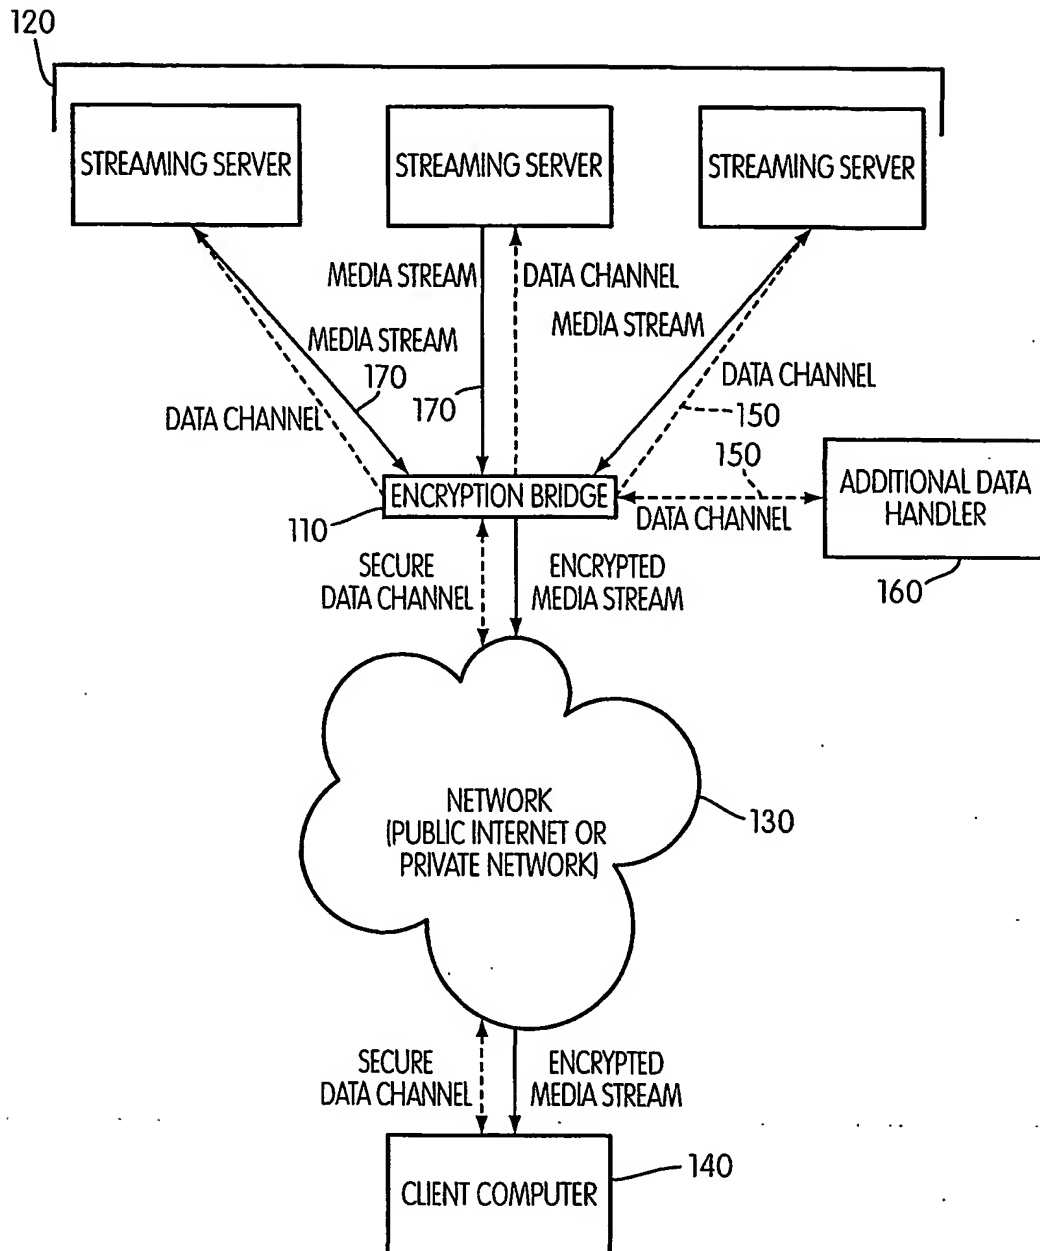 120
STREAMING SERVER
STREAMING SERVER
STREAMING SERVER
MEDIA STREAM
DATA CHANNEL
MEDIA STREAM
MEDIA STREAM
170
170
DATA CHANNEL
DATA CHANNEL
150
150
ENCRYPTION BRIDGE
110
DATA CHANNEL
ADDITIONAL DATA
HANDLER
160
SECURE
DATA CHANNEL
ENCRYPTED
MEDIA STREAM
NETWORK
(PUBLIC INTERNET OR
PRIVATE NETWORK)
130
SECURE
DATA CHANNEL
ENCRYPTED
MEDIA STREAM
CLIENT COMPUTER
140